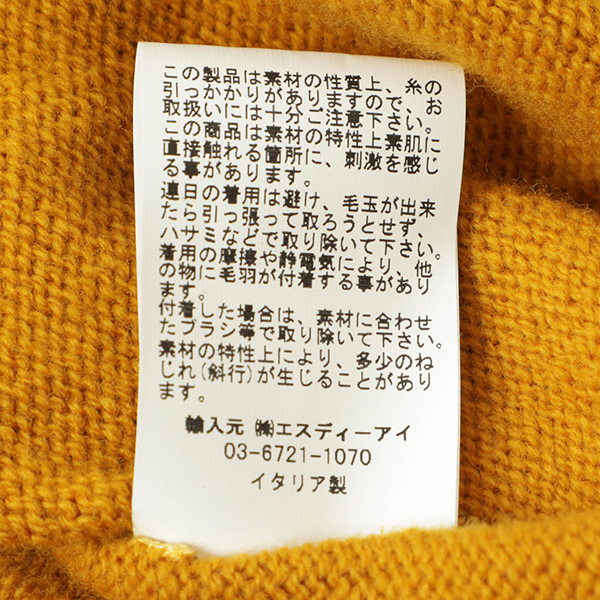 この製品は素材の性質上、糸の
引っかかりがありますので、お
取扱いには十分ご注意下さい。
この商品は素材の特性上素肌に
直接触れる箇所に、刺激を感じ
る事があります。
連日の着用は避け、毛玉が出来
たら引っ張って取ろうとせず、
ハサミなどで取り除いて下さい。
着用の摩擦や静電気により、他
の物に毛羽が付着する事があり
ます。
付着した場合は、素材に合わせ
たブラシ等で取り除いて下さい。
素材の特性上により、多少のね
じれ(斜行)が生じることがあり
ます。
輸入元 ㈱エスディーアイ
03-6721-1070
イタリア製